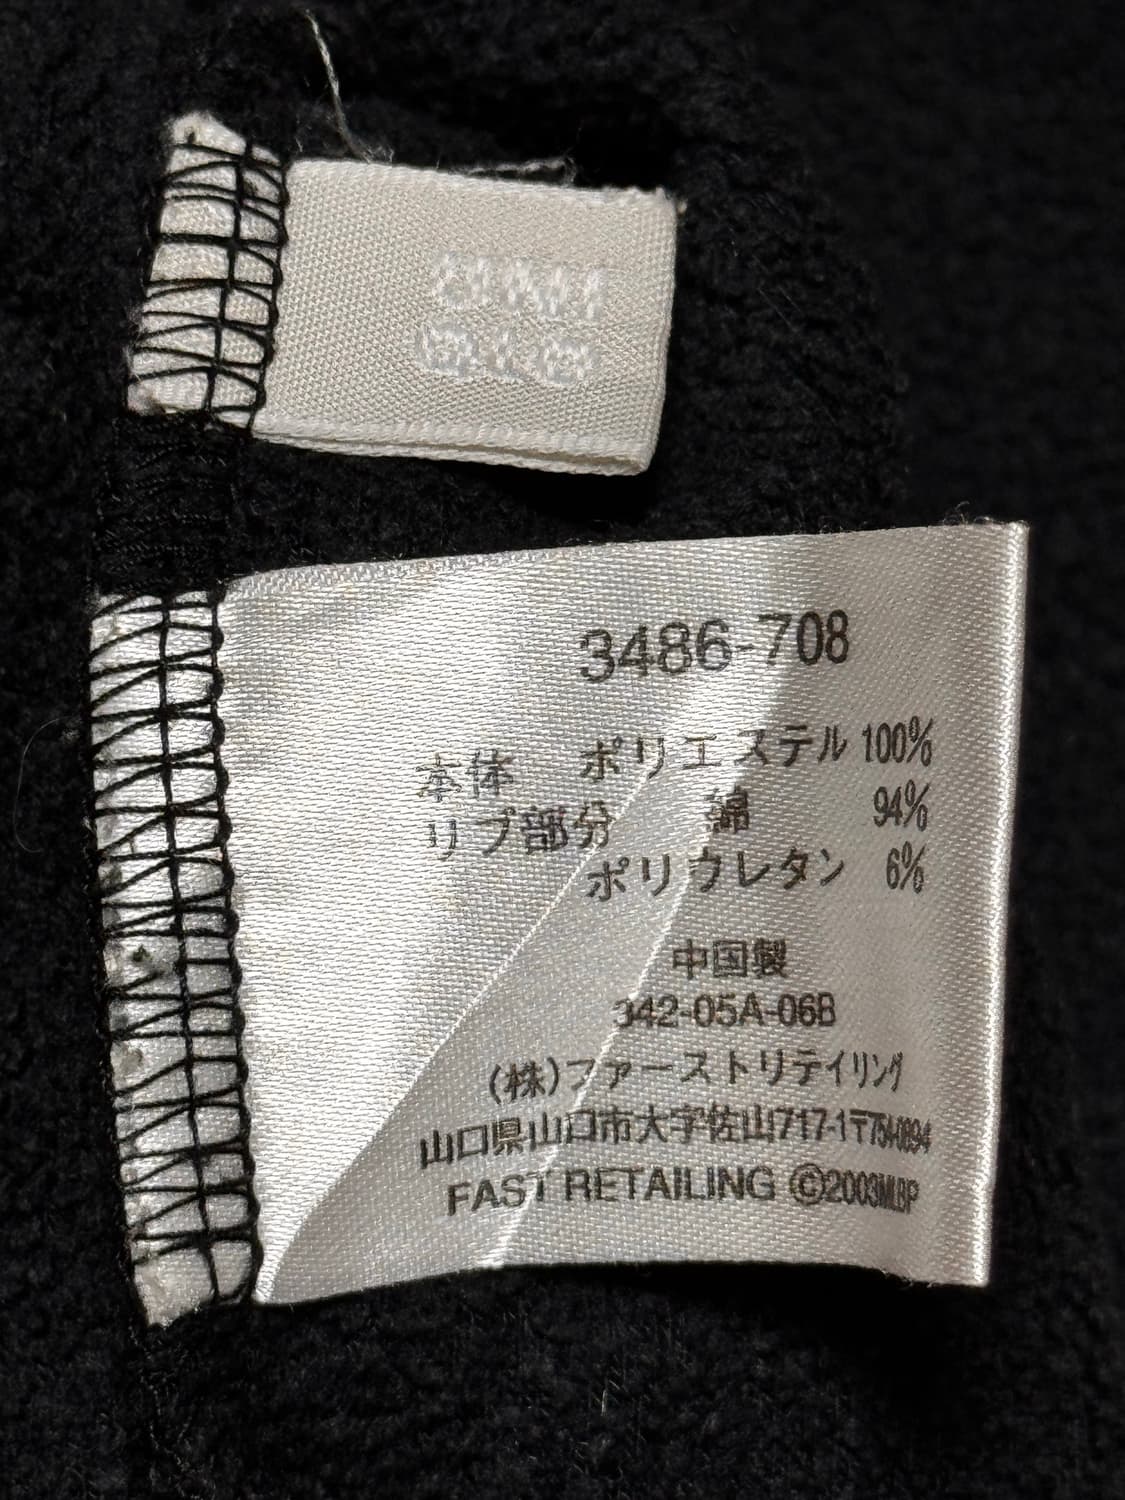 3486-708
本体 ポリエステル 100%
リブ部分 綿 94%
ポリウレタン 6%
中国製
342-05A-06B
(株)ファーストリテイリング
山口県山口市大字佐山717-1〒754-0894
FAST RETAILING ©2003MLBP